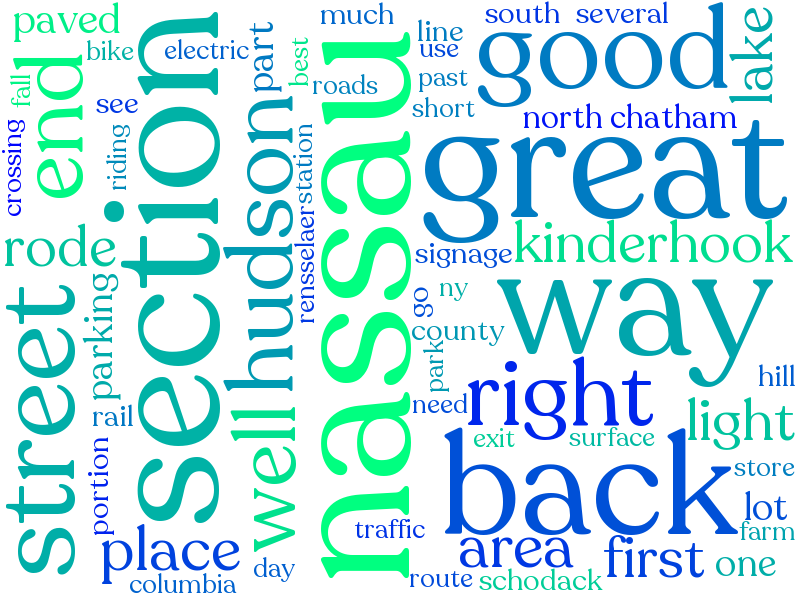 paved
bike
electric
much
south
several
line
use
good
lake
fall
end
section
part
best
roads
past
short
see
north chatham
crossing
riding
hudson
station
nassau
great
rode
rensselaer
signage
kinderhook
street
parking
go
ny
way
county
park
right
hill
rail
well
need
light
exit
surface
back
store
portion
lot
place
traffic
area
first
farm
one
columbia
day
route
schodack